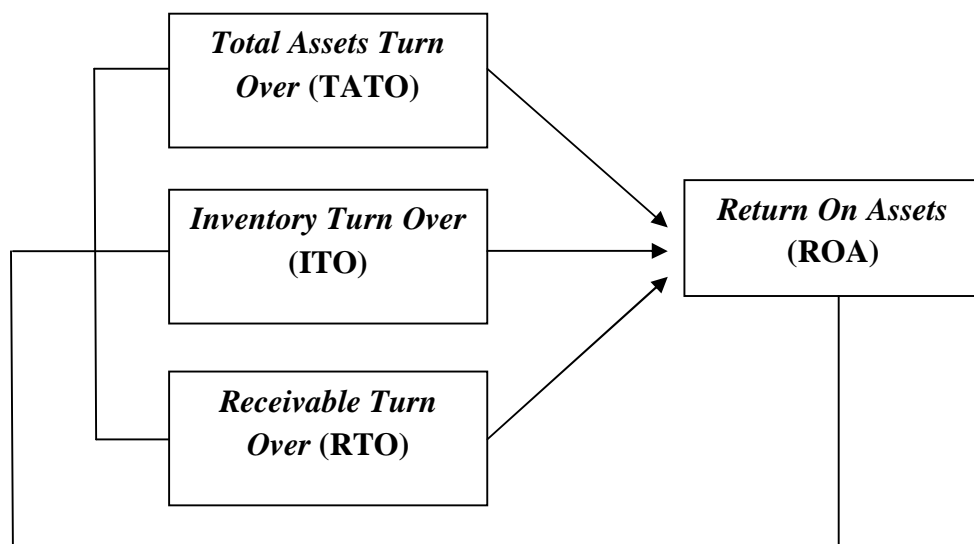 Total Assets Turn
Over (TATO)
Inventory Turn Over
(ITO)
Return On Assets
(ROA)
Receivable Turn
Over (RTO)